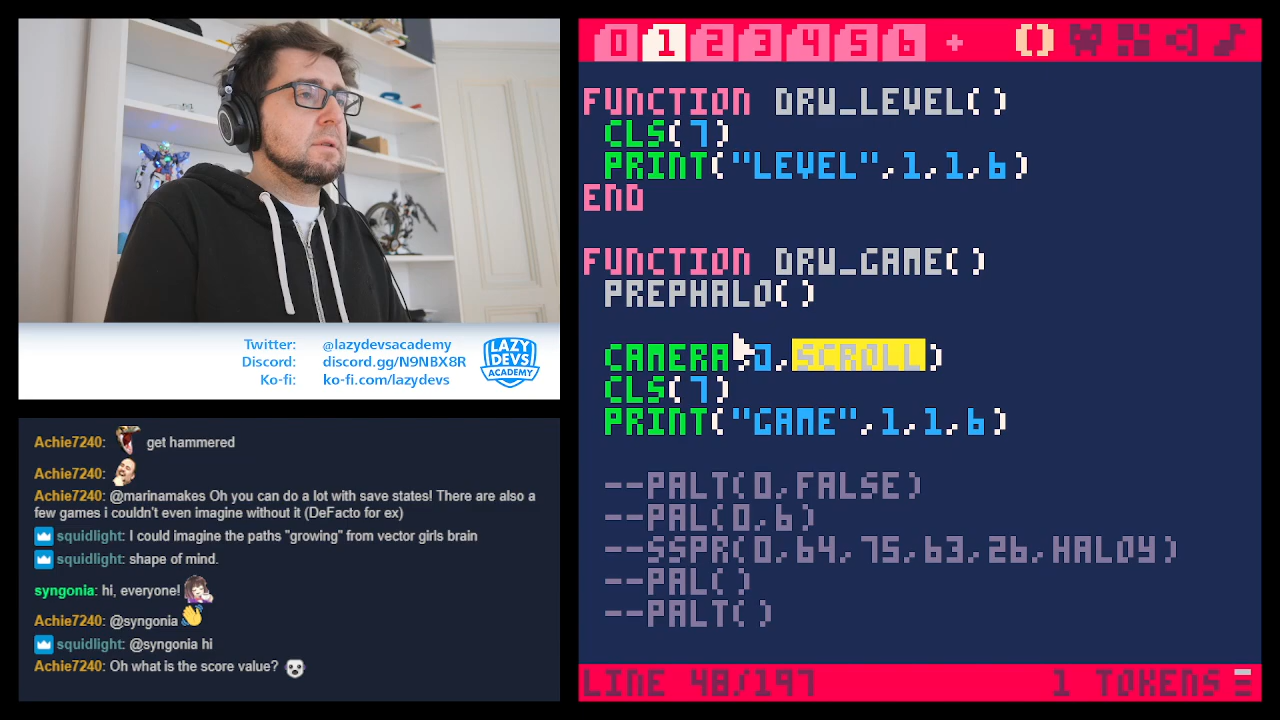 Twitter: @lazydevsacademy
Discord: discord.gg/N9NBX8R
Ko-fi: ko-fi.com/lazydevs
LAZY
DEVS
ACADEMY
Achie7240: get hammered
Achie7240:
Achie7240: @marinamakes Oh you can do a lot with save states! There are also a
few games i couldn't even imagine without it (DeFacto for ex)
squidlight: I could imagine the paths "growing" from vector girls brain
squidlight: shape of mind.
syngonia: hi, everyone!
Achie7240: @syngonia
squidlight: @syngonia hi
Achie7240: Oh what is the score value?
0 1 2 3 4 5 6 + ()
FUNCTION DRW_LEVEL()
CLS(7)
PRINT("LEVEL",1,1,6)
END
FUNCTION DRW_GAME()
PREPHALO()
CAMERA(0,SCROLL)
CLS(7)
PRINT("GAME",1,1,6)
--PALT(0,FALSE)
--PAL(0,6)
--SSPR(0,64,75,63,26,HALOY)
--PAL()
--PALT()
LINE 48/197 1 TOKENS